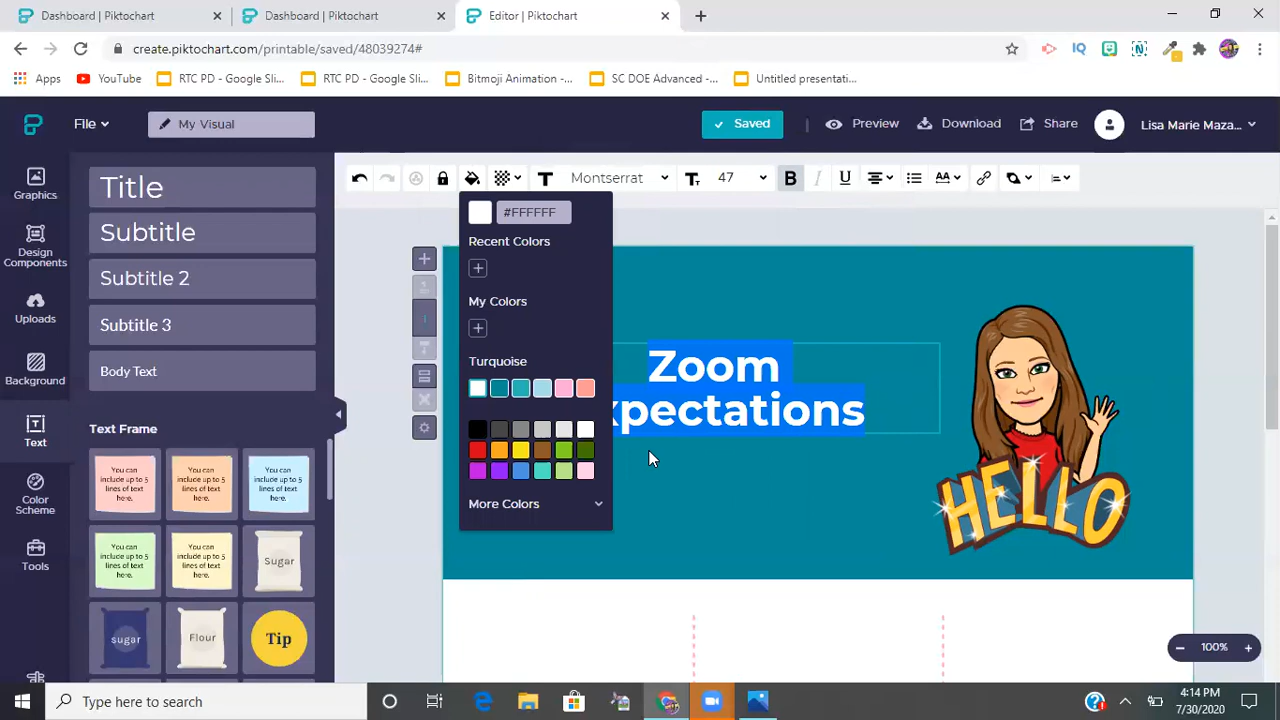 Dashboard | Piktochart
Dashboard | Piktochart
Editor | Piktochart
create.piktochart.com/printable/saved/48039274#
Apps
YouTube
RTC PD - Google Sli...
RTC PD - Google Sli...
Bitmoji Animation -...
SC DOE Advanced -...
Untitled presentati...
File
My Visual
Saved
Preview
Download
Share
Lisa Marie Maza...
Montserrat
47
B
I
U
AA
Graphics
Design
Components
Uploads
Background
Text
Color
Scheme
Tools
Title
Subtitle
Subtitle 2
Subtitle 3
Body Text
Text Frame
You can
include up to 5
lines of text
here.
You can
include up to 5
lines of text
here.
You can
include up to 5
lines of text
here.
You can
include up to 5
lines of text
here.
You can
include up to 5
lines of text
here.
Sugar
sugar
Flour
Tip
#FFFFFF
Recent Colors
My Colors
Turquoise
More Colors
Zoom
xpectations
HELLO
100%
Type here to search
4:14 PM
7/30/2020